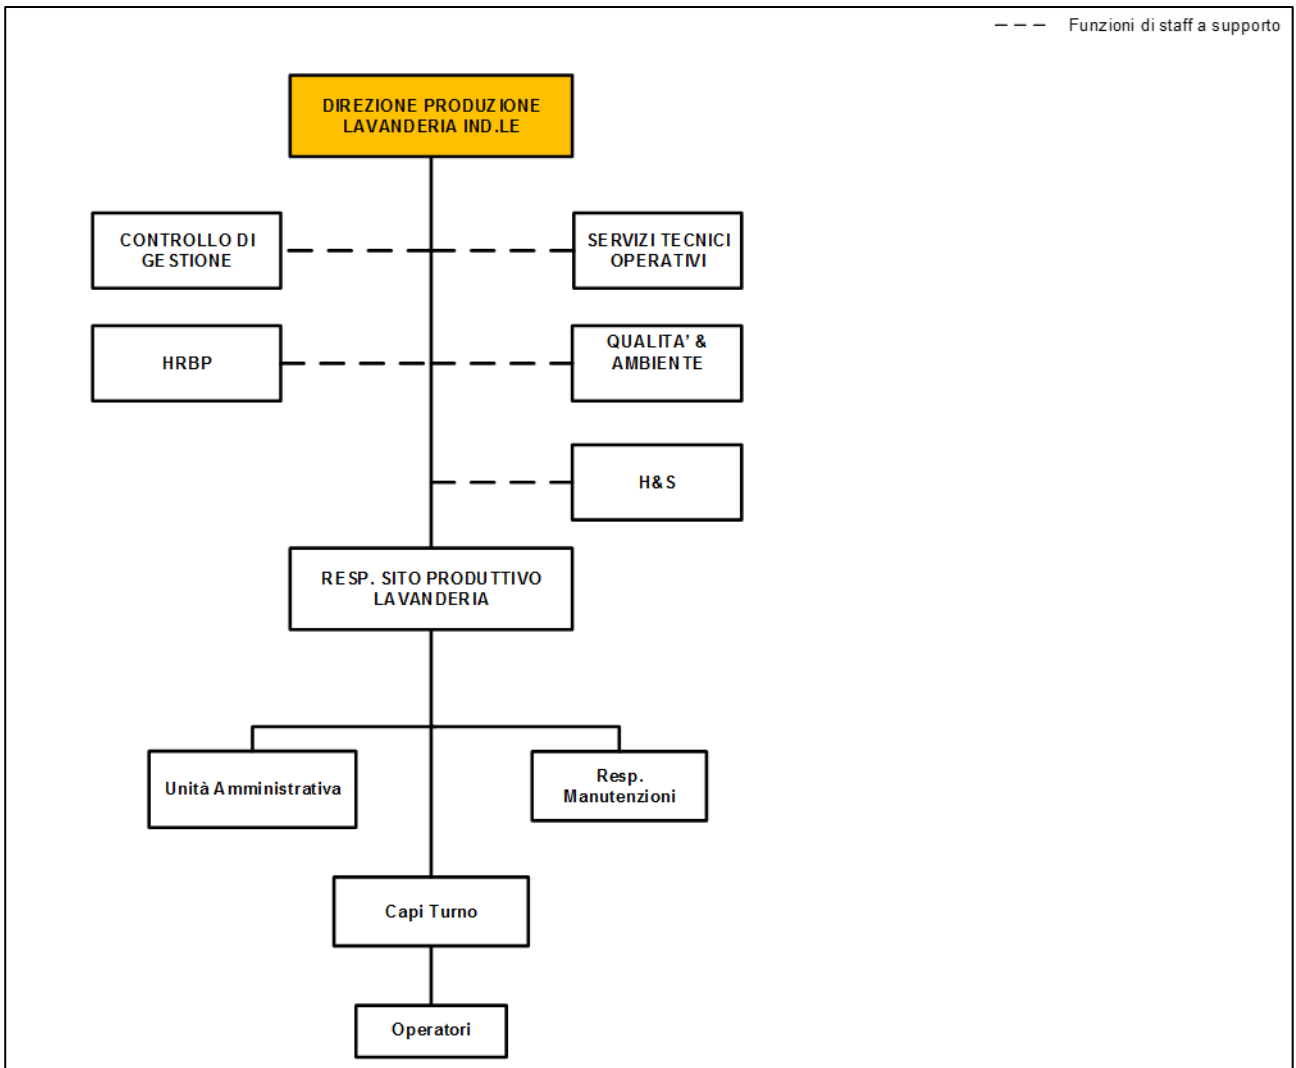 Funzioni di staff a supporto
DIREZIONE PRODUZIONE
LAVANDERIA IND.LE
CONTROLLO DI
GESTIONE
SERVIZI TECNICI
OPERATIVI
HRBP
QUALITA' &
AMBIENTE
H&S
RESP. SITO PRODUTTIVO
LAVANDERIA
Unità Amministrativa
Resp.
Manutenzioni
Capi Turno
Operatori